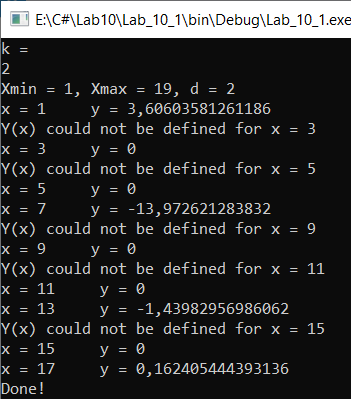 E:\C#\Lab10\Lab_10_1\bin\Debug\Lab_10_1.exe
k =
2
Xmin = 1, Xmax = 19, d = 2
x = 1     y = 3,60603581261186
Y(x) could not be defined for x = 3
x = 3     y = 0
Y(x) could not be defined for x = 5
x = 5     y = 0
x = 7     y = -13,972621283832
Y(x) could not be defined for x = 9
x = 9     y = 0
Y(x) could not be defined for x = 11
x = 11     y = 0
x = 13     y = -1,43982956986062
Y(x) could not be defined for x = 15
x = 15     y = 0
x = 17     y = 0,162405444393136
Done!